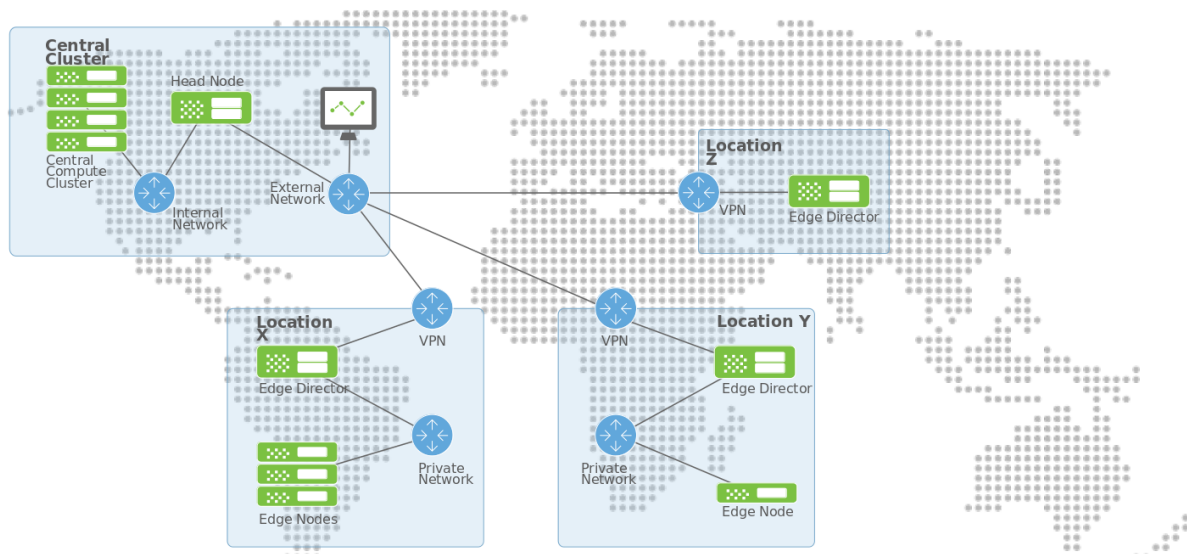 Central
Cluster
Head Node
Central
Compute
Cluster
Internal
Network
External
Network
Location
Z
VPN
Edge Director
Location
X
VPN
Edge Director
Private
Network
Edge Nodes
Location Y
VPN
Edge Director
Private
Network
Edge Node